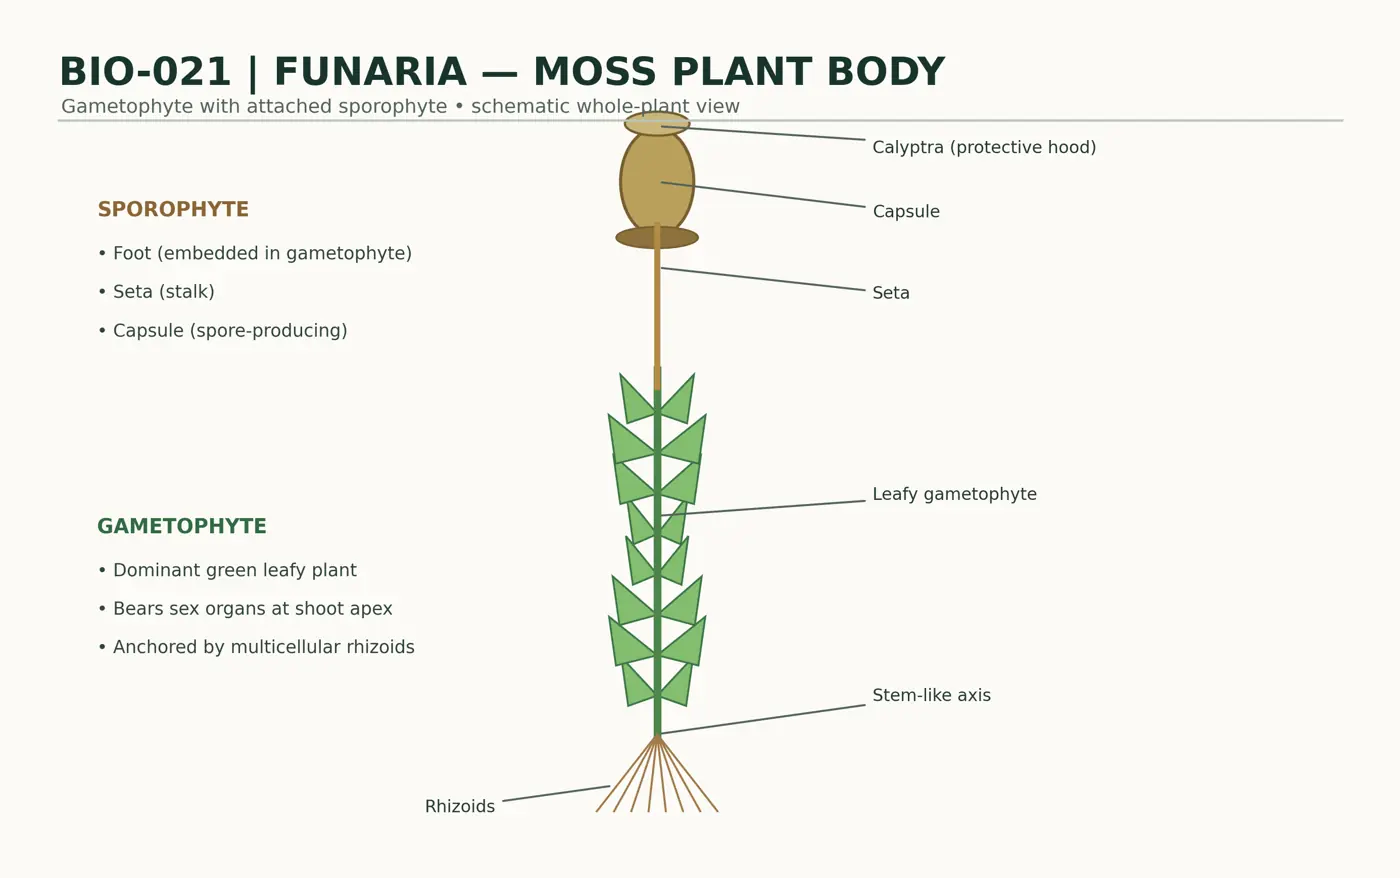 BIO-021 | FUNARIA — MOSS PLANT BODY
Gametophyte with attached sporophyte • schematic whole-plant view
Calyptra (protective hood)
SPOROPHYTE
Capsule
• Foot (embedded in gametophyte)
• Seta (stalk)
Seta
• Capsule (spore-producing)
Leafy gametophyte
GAMETOPHYTE
• Dominant green leafy plant
• Bears sex organs at shoot apex
• Anchored by multicellular rhizoids
Stem-like axis
Rhizoids